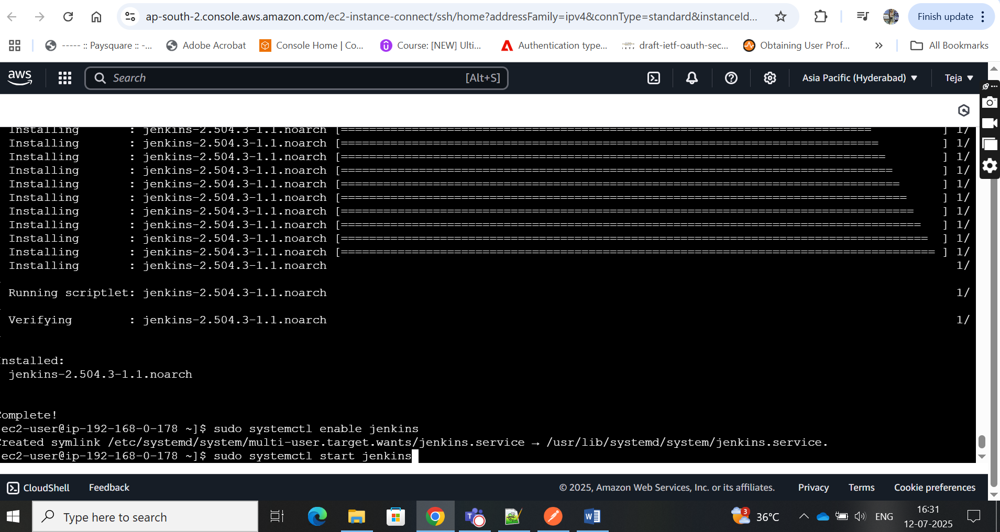 ap-south-2.console.aws.amazon.com/ec2-instance-connect/ssh/home?addressFamily=ipv4&connType=standard&instanceId...
Finish update
----- :: Paysquare :: -...
Adobe Acrobat
Console Home | Co...
Course: [NEW] Ulti...
Authentication type...
draft-ietf-oauth-sec...
Obtaining User Prof...
All Bookmarks
aws
Search
[Alt+S]
Asia Pacific (Hyderabad)
Teja
Installing : jenkins-2.504.3-1.1.noarch [=========================================================================== ] 1/
Installing : jenkins-2.504.3-1.1.noarch [============================================================================ ] 1/
Installing : jenkins-2.504.3-1.1.noarch [============================================================================= ] 1/
Installing : jenkins-2.504.3-1.1.noarch [============================================================================== ] 1/
Installing : jenkins-2.504.3-1.1.noarch [=============================================================================== ] 1/
Installing : jenkins-2.504.3-1.1.noarch [================================================================================ ] 1/
Installing : jenkins-2.504.3-1.1.noarch [================================================================================= ] 1/
Installing : jenkins-2.504.3-1.1.noarch [================================================================================== ] 1/
Installing : jenkins-2.504.3-1.1.noarch [=================================================================================== ] 1/
Installing : jenkins-2.504.3-1.1.noarch [==================================================================================== ] 1/
Installing : jenkins-2.504.3-1.1.noarch 1/
Running scriptlet: jenkins-2.504.3-1.1.noarch 1/
Verifying : jenkins-2.504.3-1.1.noarch 1/
Installed:
jenkins-2.504.3-1.1.noarch
Complete!
ec2-user@ip-192-168-0-178 ~]$ sudo systemctl enable jenkins
Created symlink /etc/systemd/system/multi-user.target.wants/jenkins.service → /usr/lib/systemd/system/jenkins.service.
ec2-user@ip-192-168-0-178 ~]$ sudo systemctl start jenkins
CloudShell
Feedback
© 2025, Amazon Web Services, Inc. or its affiliates.
Privacy
Terms
Cookie preferences
Type here to search
3
36°C
ENG
16:31
12-07-2025